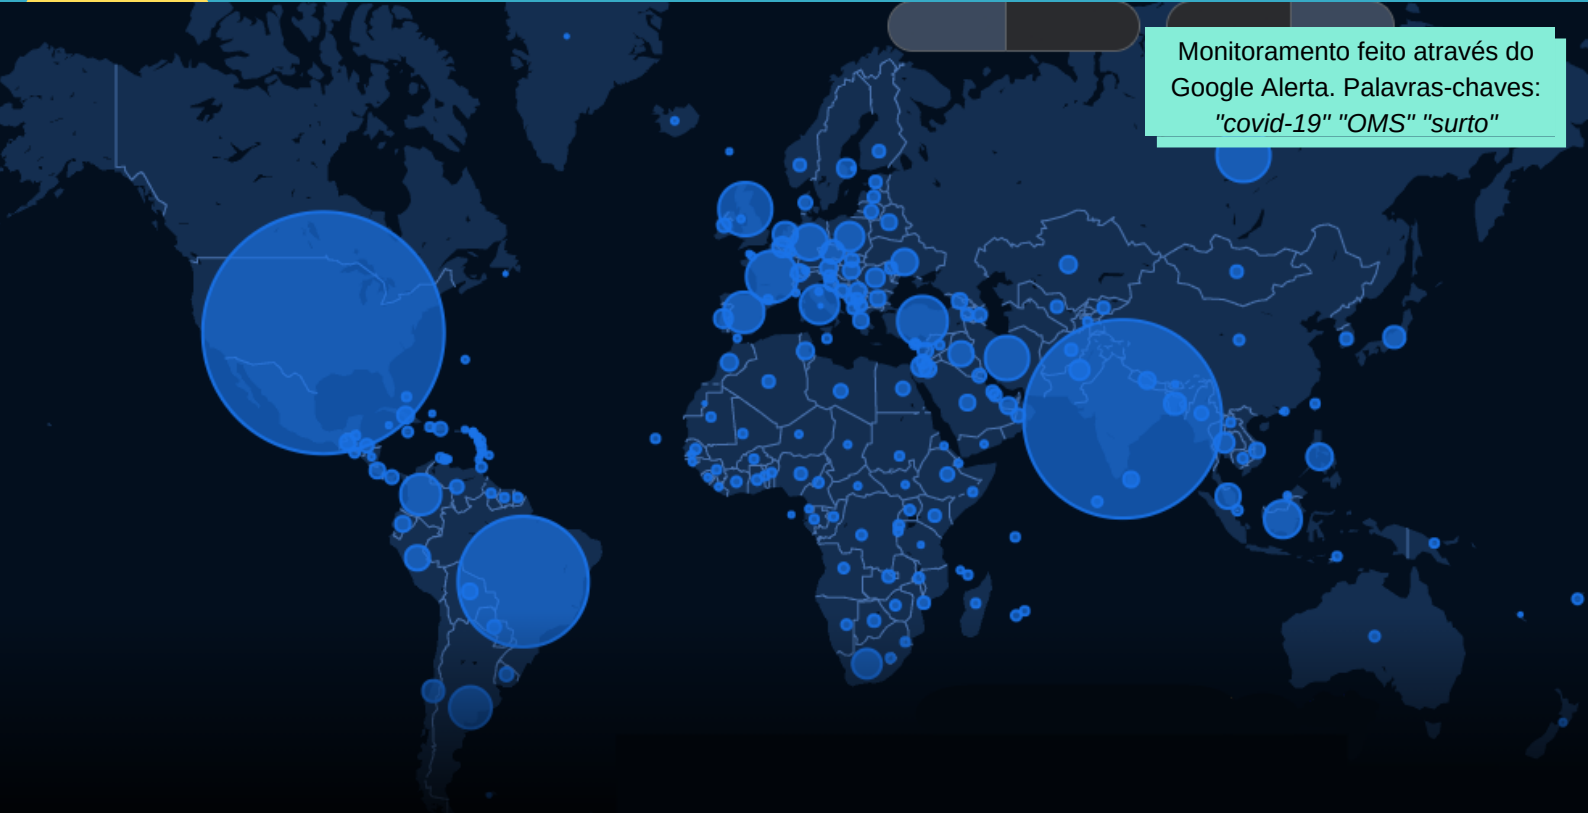 Monitoramento feito através do
Google Alerta. Palavras-chaves:
"covid-19" "OMS" "surto"